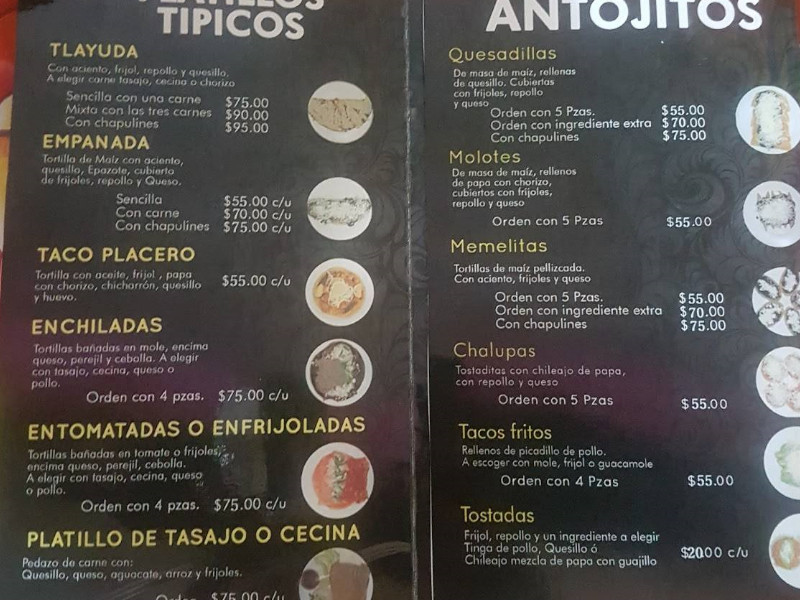 PLATILLOS
TIPICOS
TLAYUDA
Con aciento, frijol, repollo y quesillo.
A elegir carne tasajo, cecina o chorizo
Sencilla con una carne $75.00
Mixta con las tres carnes $90.00
Con chapulines $95.00
EMPANADA
Tortilla de Maíz con aciento,
quesillo, Epazote, cubierto
de frijoles, repollo y Queso.
Sencilla $55.00 c/u
Con carne $70.00 c/u
Con chapulines $75.00 c/u
TACO PLACERO
Tortilla con aceite, frijol , papa
con chorizo, chicharrón, quesillo
y huevo.
$55.00 c/u
ENCHILADAS
Tortillas bañadas en mole, encima
queso, perejil y cebolla. A elegir
con tasajo, cecina, queso o
pollo.
Orden con 4 pzas. $75.00 c/u
ENTOMATADAS O ENFRIJOLADAS
Tortillas bañadas en tomate o frijoles,
encima queso, perejil, cebolla.
A elegir con tasajo, cecina, queso
o pollo.
Orden con 4 pzas. $75.00 c/u
PLATILLO DE TASAJO O CECINA
Pedazo de carne con:
Quesillo, queso, aguacate, arroz y frijoles.
Orden $75.00 c/u
ANTOJITOS
Quesadillas
De masa de maíz, rellenas
de quesillo. Cubiertas
con frijoles, repollo
y queso
Orden con 5 Pzas. $55.00
Orden con ingrediente extra $70.00
Con chapulines $75.00
Molotes
De masa de maíz, rellenos
de papa con chorizo,
cubiertos con frijoles,
repollo y queso
Orden con 5 Pzas $55.00
Memelitas
Tortillas de maíz pellizcada.
Con aciento, frijoles y queso
Orden con 5 Pzas. $55.00
Orden con ingrediente extra $70.00
Con chapulines $75.00
Chalupas
Tostaditas con chileajo de papa,
con repollo y queso
Orden con 5 Pzas $55.00
Tacos fritos
Rellenos de picadillo de pollo.
A escoger con mole, frijol o guacamole
Orden con 4 Pzas $55.00
Tostadas
Frijol, repollo y un ingrediente a elegir
Tinga de pollo, Quesillo ó
Chileajo mezcla de papa con guajillo
$2000 c/u